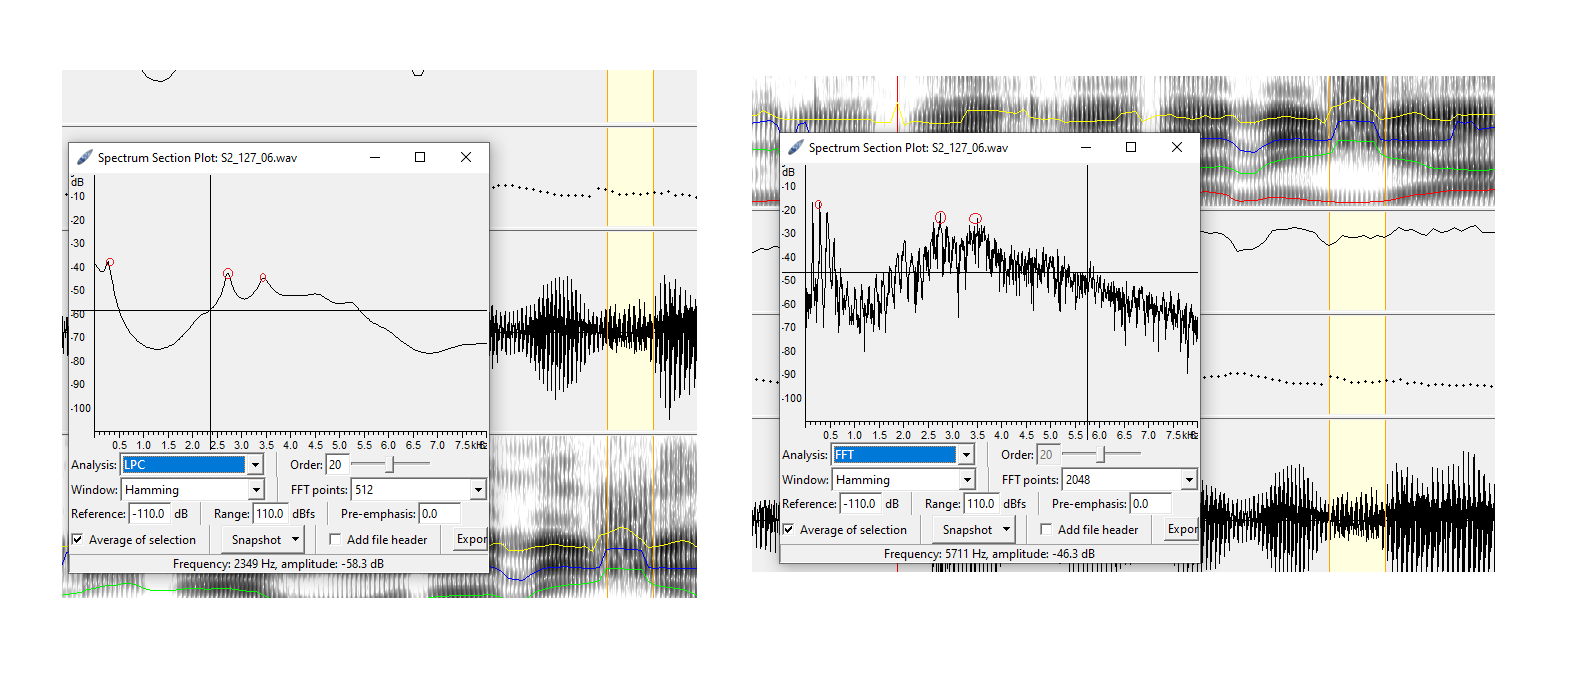 Spectrum Section Plot: S2_127_06.wav
dB
-10
-20
-30
-40
-50
-60
-70
-80
-90
-100
0.5 1.0 1.5 2.0 2.5 3.0 3.5 4.0 4.5 5.0 5.5 6.0 6.5 7.0 7.5 kHz
Analysis: LPC Order: 20
Window: Hamming FFT points: 512
Reference: -110.0 dB Range: 110.0 dBfs Pre-emphasis: 0.0
Average of selection Snapshot Add file header Expor
Frequency: 2349 Hz, amplitude: -58.3 dB
Spectrum Section Plot: S2_127_06.wav
dB
-10
-20
-30
-40
-50
-60
-70
-80
-90
-100
0.5 1.0 1.5 2.0 2.5 3.0 3.5 4.0 4.5 5.0 5.5 6.0 6.5 7.0 7.5 kHz
Analysis: FFT Order: 20
Window: Hamming FFT points: 2048
Reference: -110.0 dB Range: 110.0 dBfs Pre-emphasis: 0.0
Average of selection Snapshot Add file header Expor
Frequency: 5711 Hz, amplitude: -46.3 dB